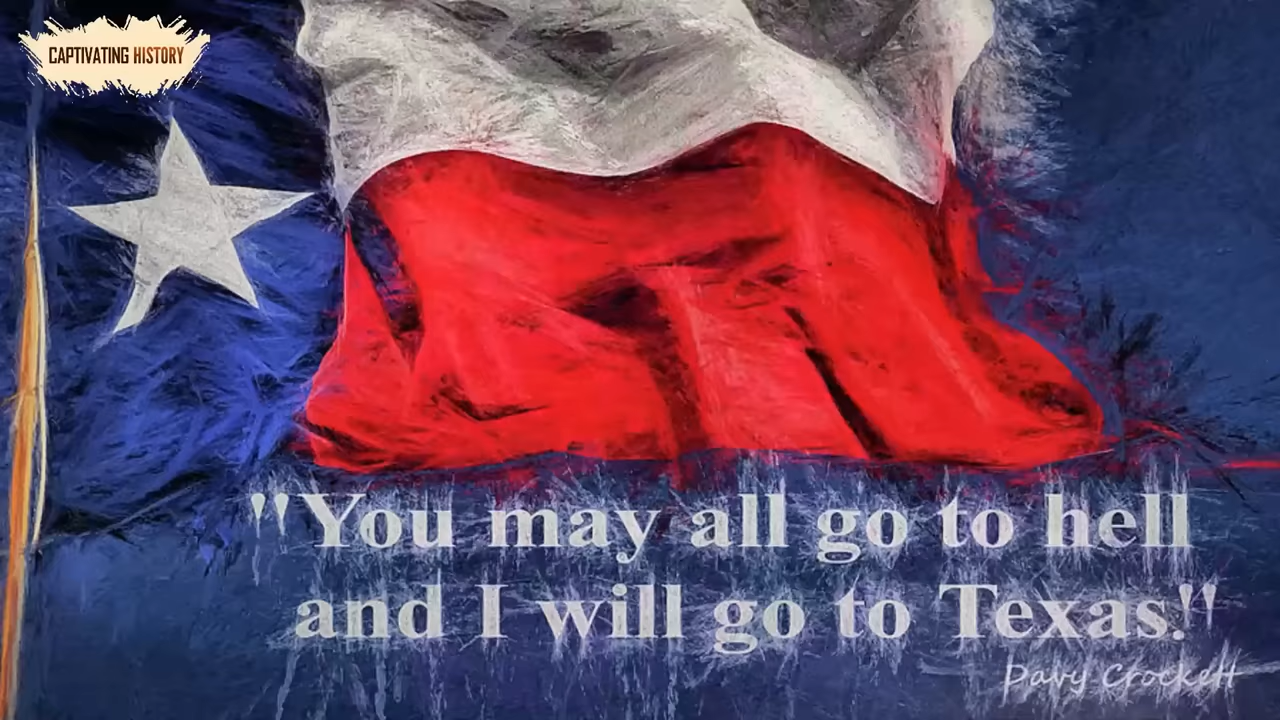 CAPTIVATING HISTORY
"You may all go to hell
and I will go to Texas!"
Davy Crockett